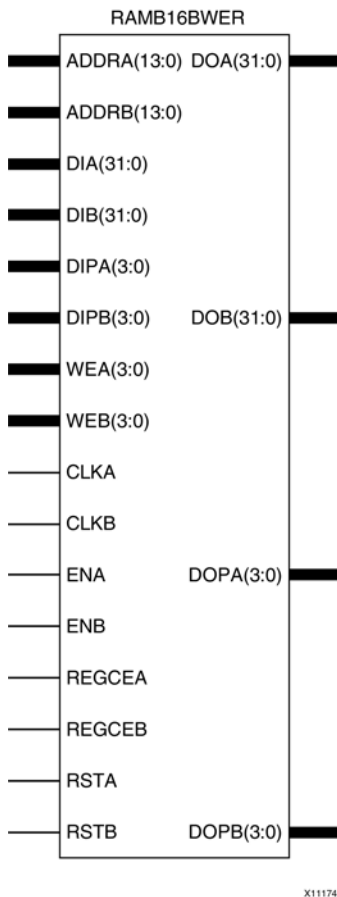 RAMB16BWER
ADDRA(13:0) DOA(31:0)
ADDRB(13:0)
DIA(31:0)
DIB(31:0)
DIPA(3:0)
DIPB(3:0) DOB(31:0)
WEA(3:0)
WEB(3:0)
CLKA
CLKB
ENA DOPA(3:0)
ENB
REGCEA
REGCEB
RSTA
RSTB DOPB(3:0)
X11174